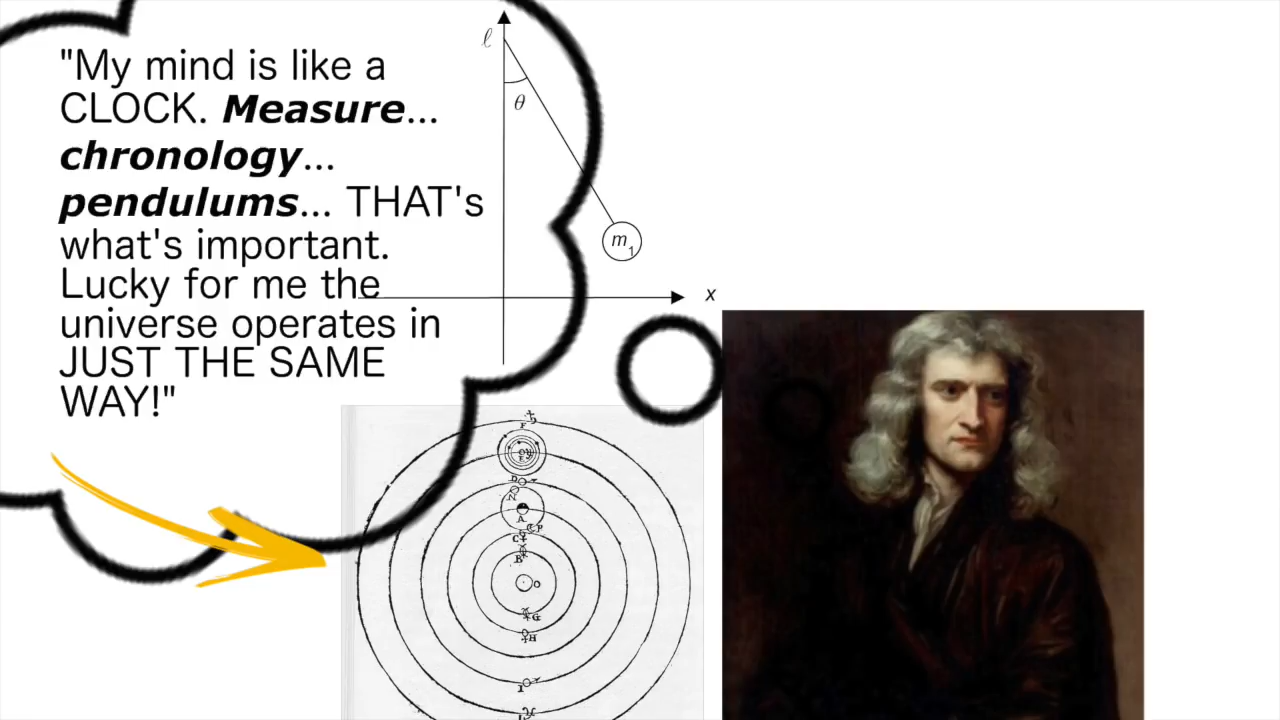 "My mind is like a
CLOCK. Measure...
chronology...
pendulums... THAT's
what's important.
Lucky for me the
universe operates in
JUST THE SAME
WAY!"
ℓ
θ
m1
x
F
E
D
N
A
C
P
C
B
O
G
H
I